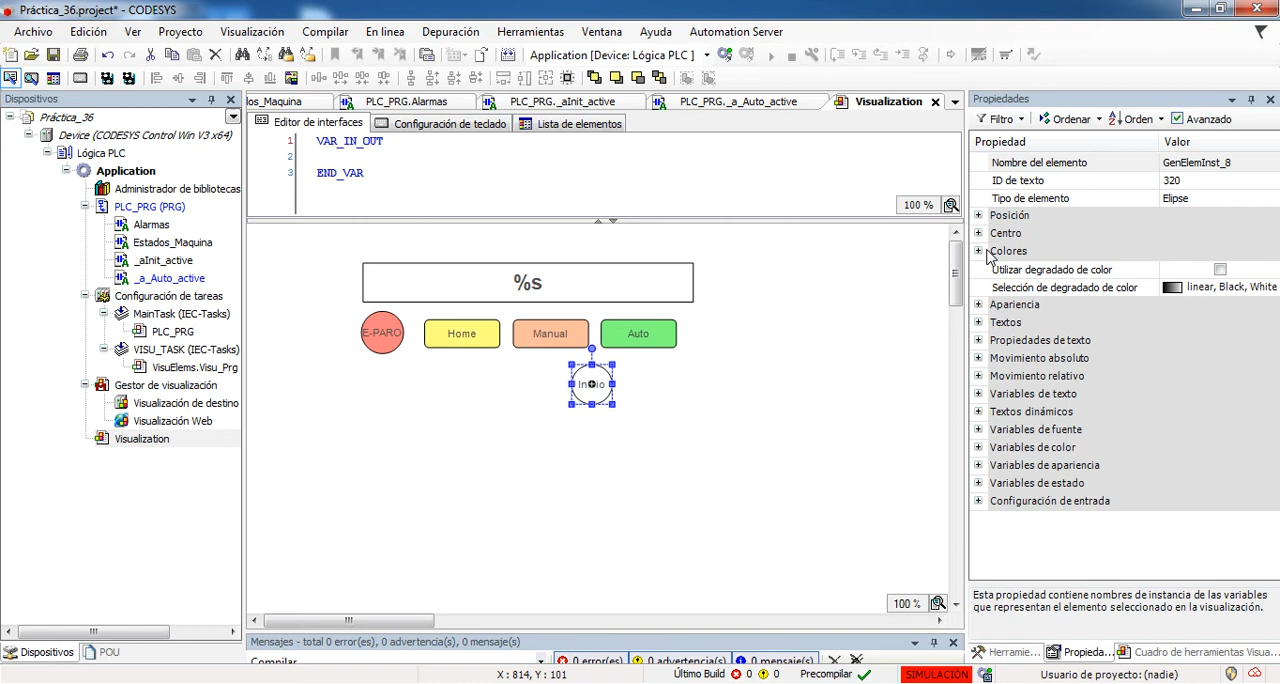 Práctica_36.project* - CODESYS
Archivo Edición Ver Proyecto Visualización Compilar En linea Depuración Herramientas Ventana Ayuda Automation Server
Application [Device: Lógica PLC ]
Dispositivos
os_Maquina PLC_PRG.Alarmas PLC_PRG._aInit_active PLC_PRG._a_Auto_active Visualization
Propiedades
Editor de interfaces Configuración de teclado Lista de elementos
Filtro Ordenar Orden Avanzado
Práctica_36
Device (CODESYS Control Win V3 x64)
Lógica PLC
Application
Administrador de bibliotecas
PLC_PRG (PRG)
Alarmas
Estados_Maquina
_aInit_active
_a_Auto_active
Configuración de tareas
MainTask (IEC-Tasks)
PLC_PRG
VISU_TASK (IEC-Tasks)
VisuElems.Visu_Prg
Gestor de visualización
Visualización de destino
Visualización Web
Visualization
1 VAR_IN_OUT
2
3 END_VAR
100 %
%s
E-PARO Home Manual Auto
100 %
Propiedad Valor
Nombre del elemento GenElemInst_8
ID de texto 320
Tipo de elemento Elipse
Posición
Centro
Colores
Utilizar degradado de color
Selección de degradado de color linear, Black, White
Apariencia
Textos
Propiedades de texto
Movimiento absoluto
Movimiento relativo
Variables de texto
Textos dinámicos
Variables de fuente
Variables de color
Variables de apariencia
Variables de estado
Configuración de entrada
Esta propiedad contiene nombres de instancia de las variables
que representan el elemento seleccionado en la visualización.
Mensajes - total 0 error(es), 0 advertencia(s), 0 mensaje(s)
Compilar 0 error(es) 0 advertencia(s) 0 mensaje(s)
Dispositivos POU
Herramie... Propieda... Cuadro de herramientas Visua...
X : 814, Y : 101 Último Build 0 0 Precompilar SIMULACIÓN Usuario de proyecto: (nadie)